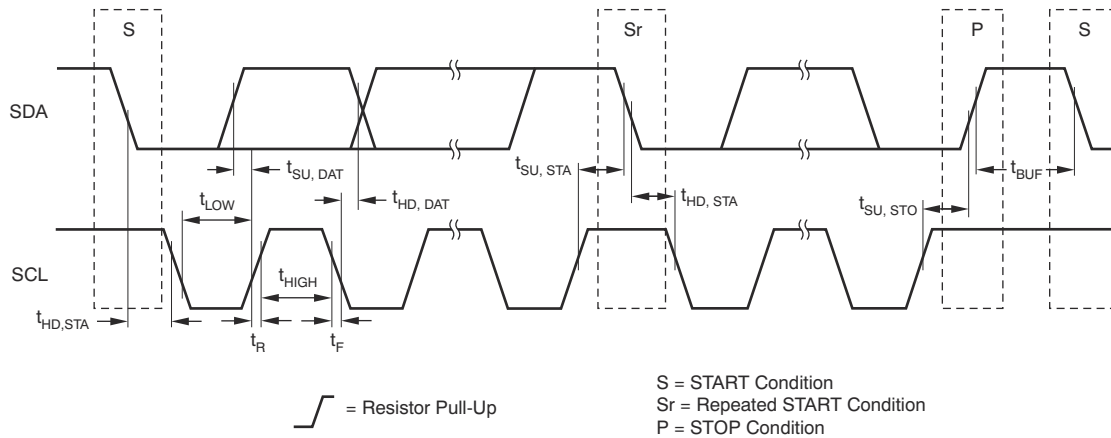 S
Sr
P
S
SDA
tSU, DAT
tHD, DAT
tSU, STA
tHD, STA
tBUF
tLOW
tSU, STO
SCL
tHIGH
tHD,STA
tR
tF
= Resistor Pull-Up
S = START Condition
Sr = Repeated START Condition
P = STOP Condition